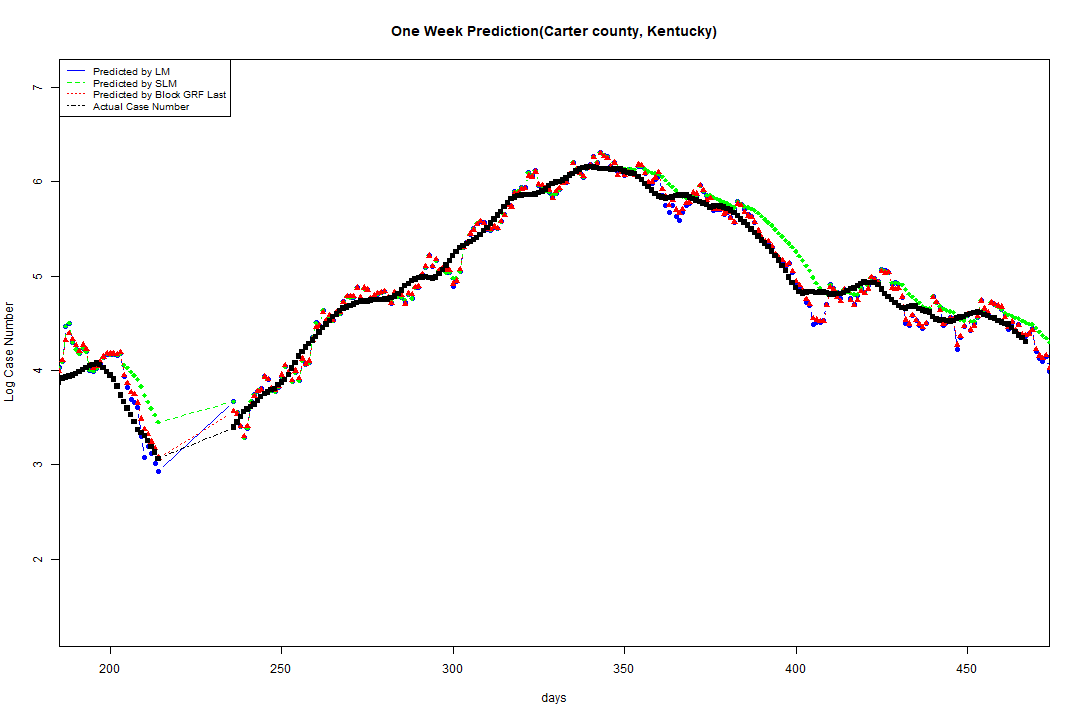 One Week Prediction(Carter county, Kentucky)
Predicted by LM
Predicted by SLM
Predicted by Block GRF Last
Actual Case Number
7
6
5
4
3
2
Log Case Number
200 250 300 350 400 450
days